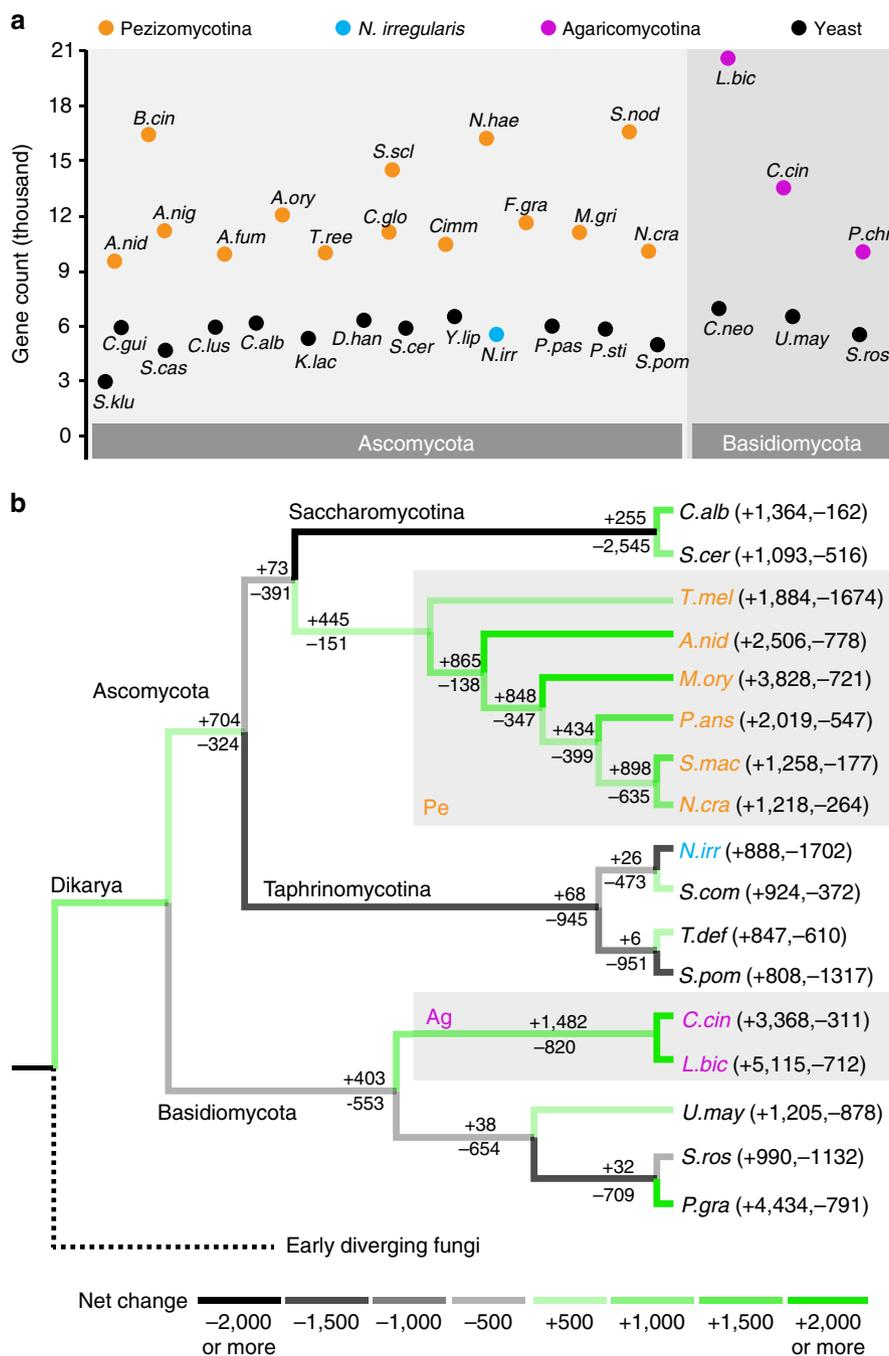 a
Pezizomycotina N. irregularis Agaricomycotina Yeast
Gene count (thousand)
21
18
15
12
9
6
3
0
L.bic
B.cin
N.hae
S.nod
S.scl
C.cin
A.nid
A.nig
A.fum
A.ory
T.ree
C.glo
Cimm
F.gra
M.gri
N.cra
P.chr
C.gui
S.cas
C.lus
C.alb
K.lac
D.han
S.cer
Y.lip
N.irr
P.pas
P.sti
S.pom
C.neo
U.may
S.ros
S.klu
Ascomycota Basidiomycota
b
Saccharomycotina
+255
–2,545
C.alb (+1,364,–162)
S.cer (+1,093,–516)
+73
–391
+445
–151
T.mel (+1,884,–1674)
+865
–138
A.nid (+2,506,–778)
+848
–347
M.ory (+3,828,–721)
+434
–399
P.ans (+2,019,–547)
+898
–635
S.mac (+1,258,–177)
N.cra (+1,218,–264)
Pe
Ascomycota
+704
–324
Dikarya
Taphrinomycotina
+68
–945
+26
–473
N.irr (+888,–1702)
S.com (+924,–372)
+6
–951
T.def (+847,–610)
S.pom (+808,–1317)
Ag
+1,482
–820
C.cin (+3,368,–311)
L.bic (+5,115,–712)
+403
-553
Basidiomycota
+38
–654
U.may (+1,205,–878)
+32
–709
S.ros (+990,–1132)
P.gra (+4,434,–791)
Early diverging fungi
Net change
–2,000 –1,500 –1,000 –500 +500 +1,000 +1,500 +2,000
or more or more